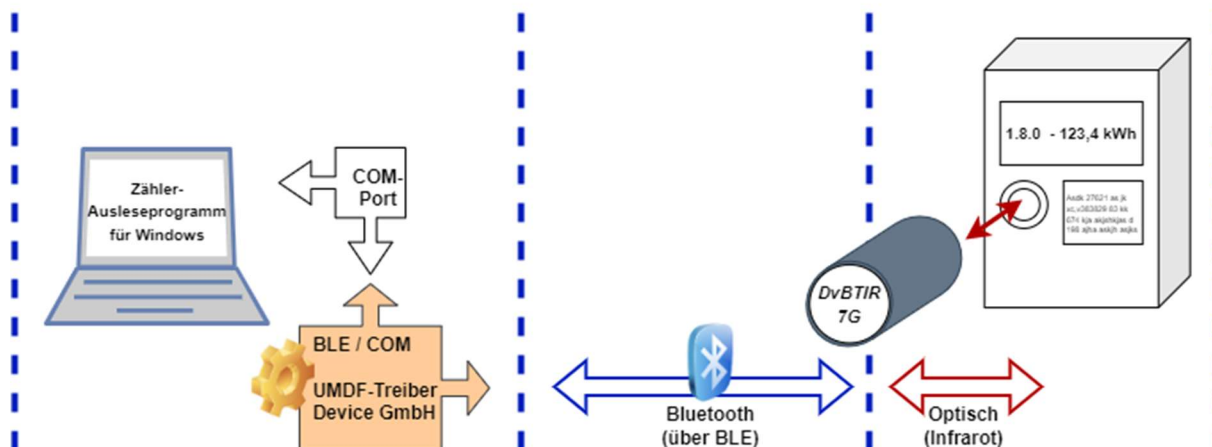 Zähler-
Ausleseprogramm
für Windows
COM-
Port
BLE / COM
UMDF-Treiber
Device GmbH
Bluetooth
(über BLE)
DvBTIR
7G
Optisch
(Infrarot)
1.8.0 - 123,4 kWh